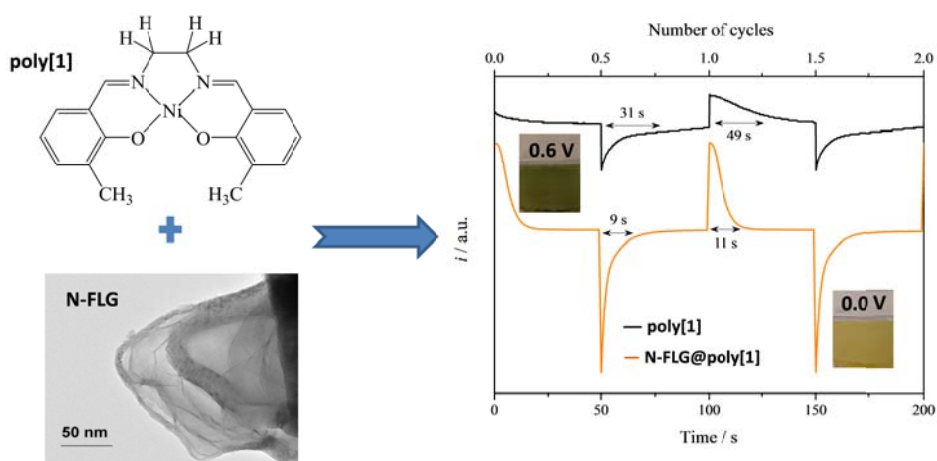 poly[1]
H H H H
N N
Ni
O O
CH₃ H₃C
+
N-FLG
50 nm
Number of cycles
0.0 0.5 1.0 1.5 2.0
31 s
49 s
0.6 V
9 s
11 s
i / a.u.
0.0 V
poly[1]
N-FLG@poly[1]
0 50 100 150 200
Time / s